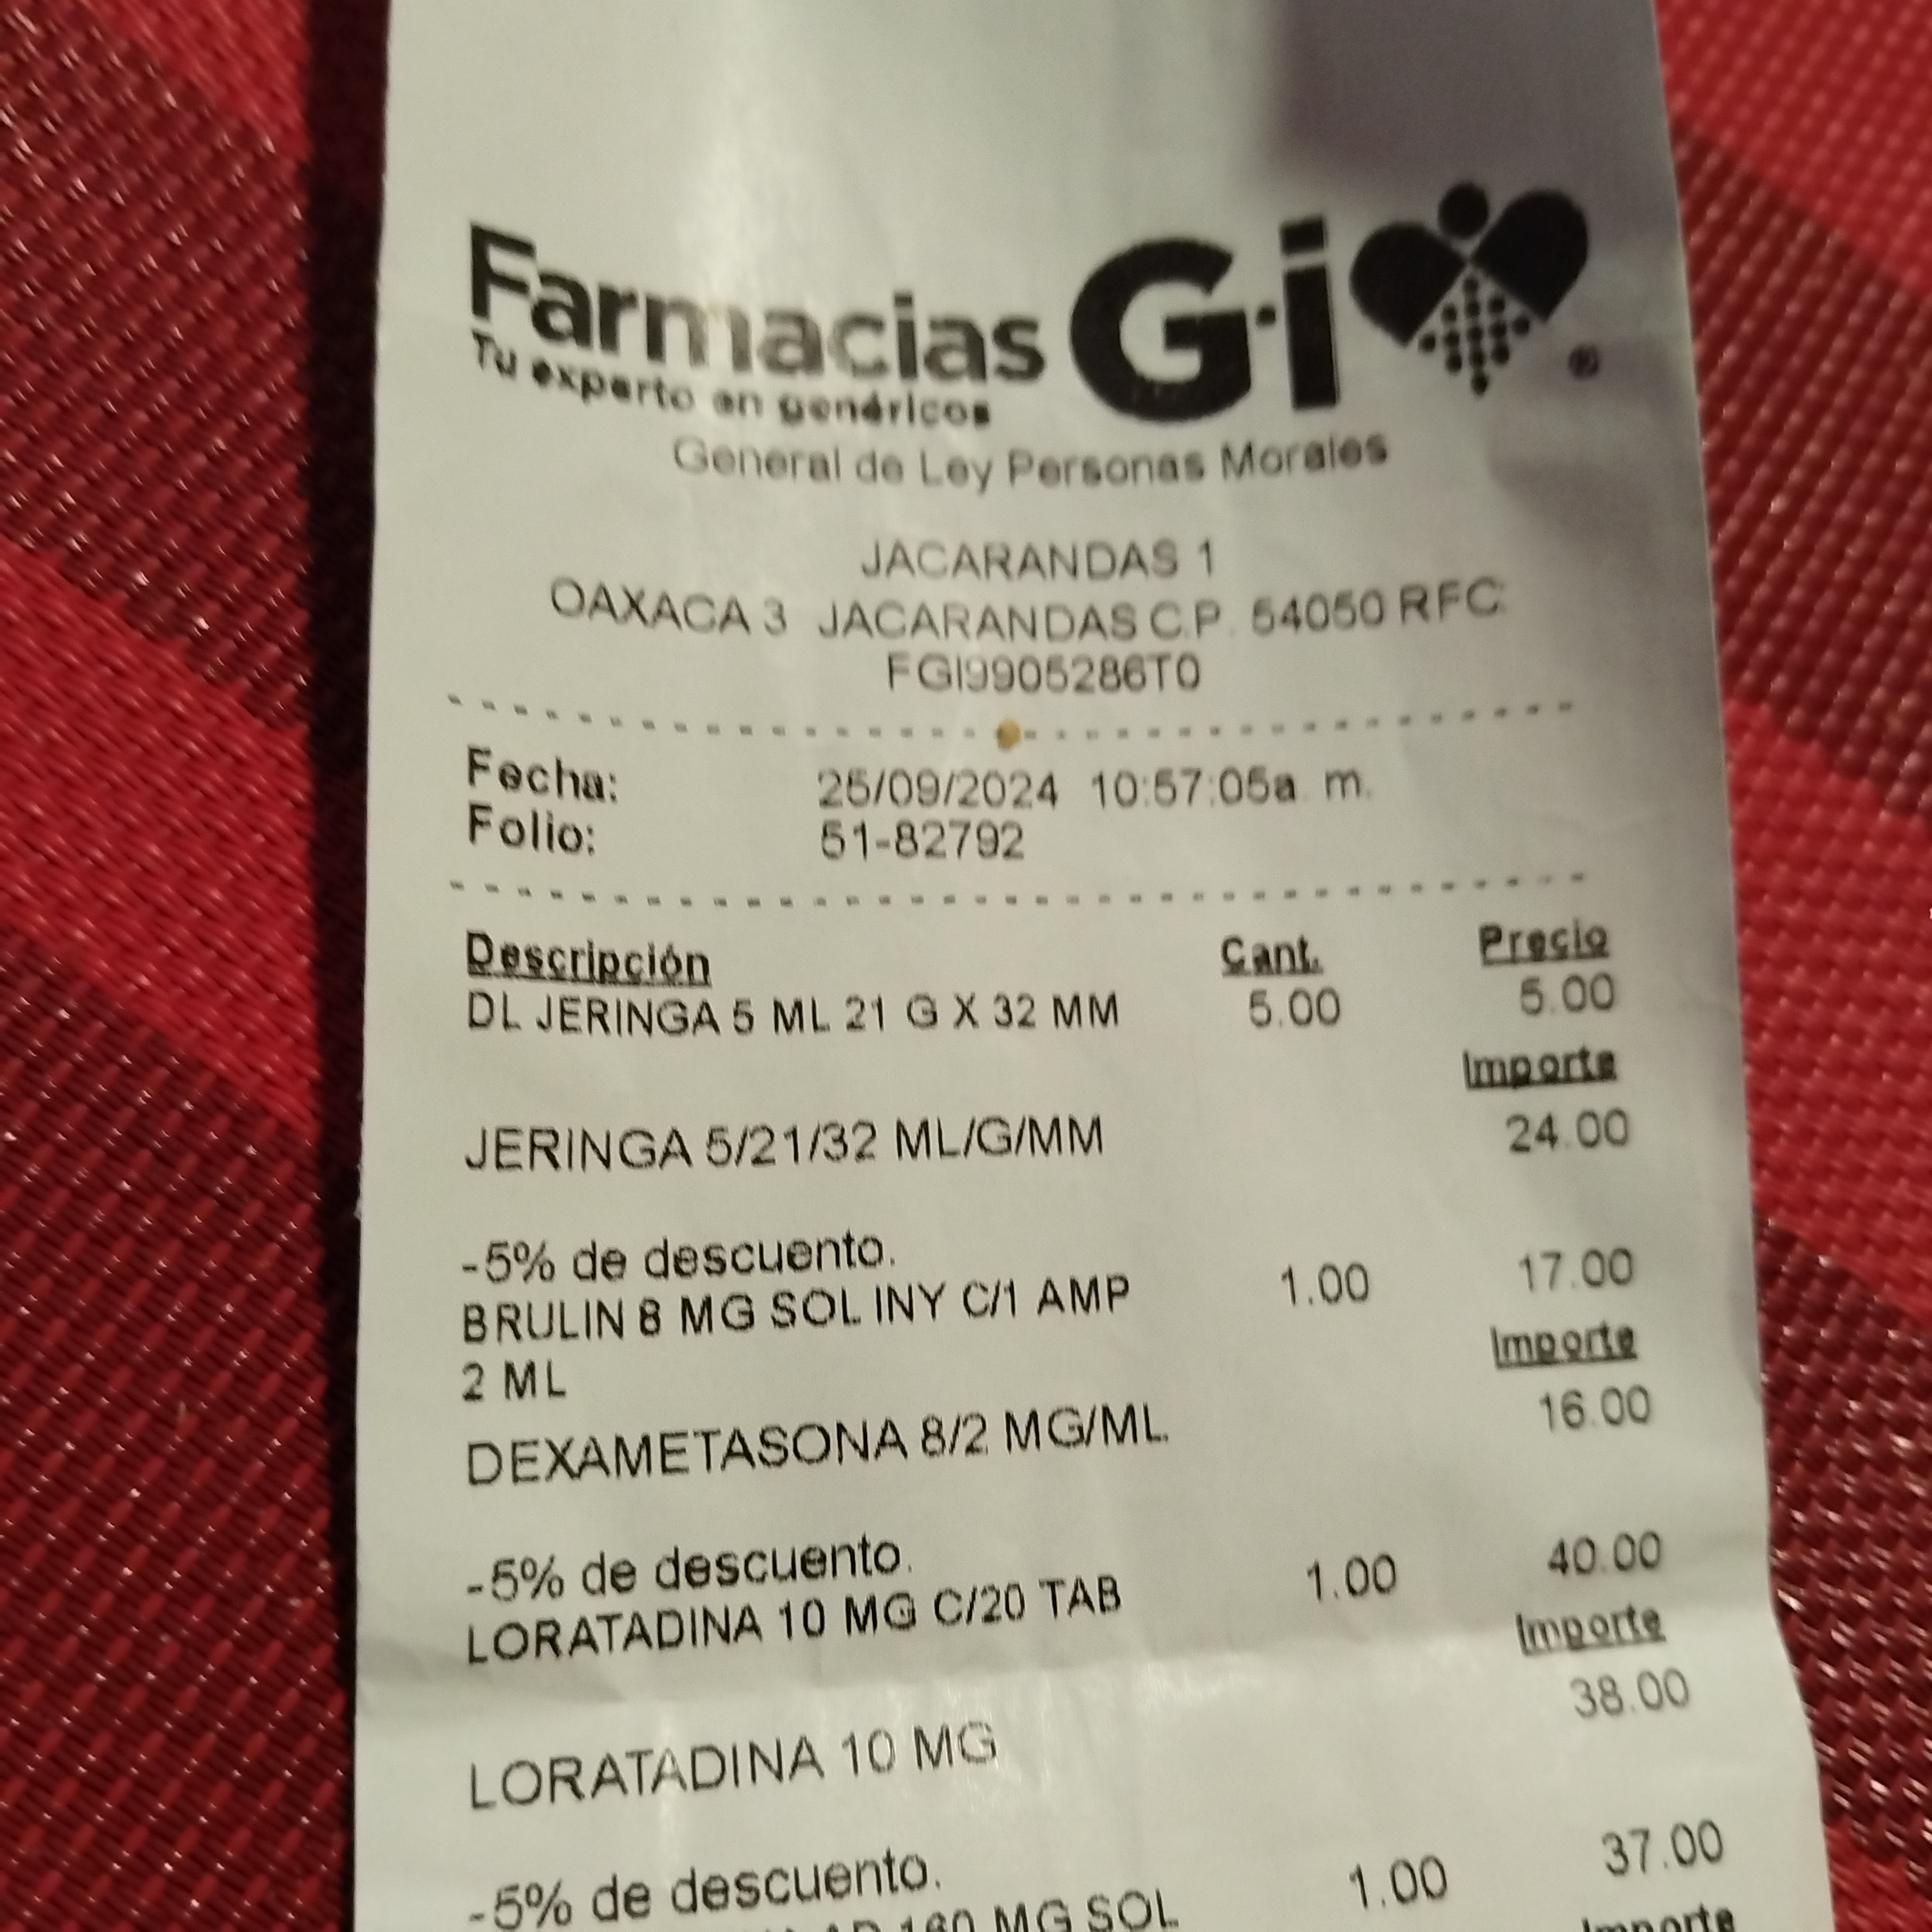 Farmacias Gi
Tu experto en genéricos
®
General de Ley Personas Morales
JACARANDAS 1
OAXACA 3 JACARANDAS C.P. 54050 RFC:
FGI9905286T0
Fecha: 25/09/2024 10:57:05a. m.
Folio: 51-82792
Descripción Cant. Precio
DL JERINGA 5 ML 21 G X 32 MM 5.00 5.00
Importe
JERINGA 5/21/32 ML/G/MM 24.00
-5% de descuento.
BRULIN 8 MG SOL INY C/1 AMP 1.00 17.00
2 ML
Importe
DEXAMETASONA 8/2 MG/ML 16.00
-5% de descuento.
LORATADINA 10 MG C/20 TAB 1.00 40.00
Importe
38.00
LORATADINA 10 MG
-5% de descuento.
160 MG SOL 1.00 37.00
Importe